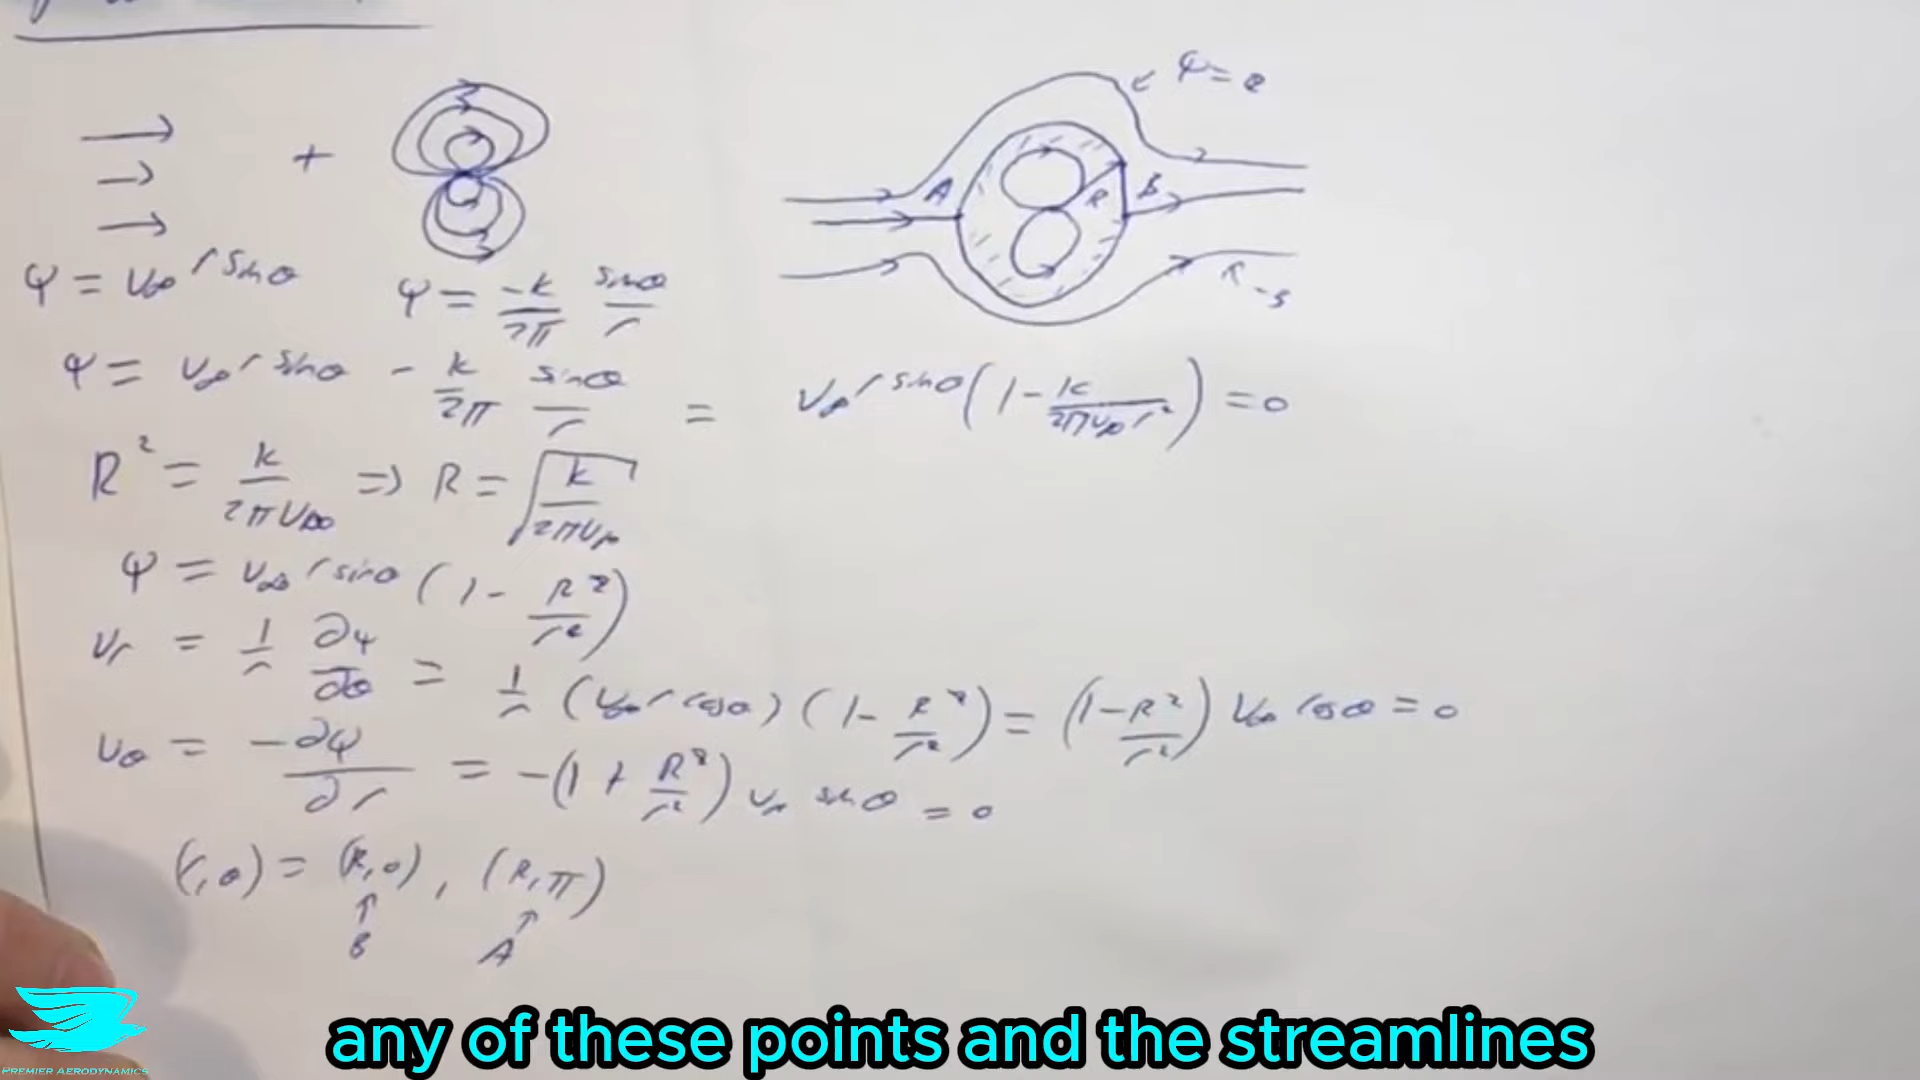 +
ψ = 2
A R B
-5
ψ = V∞ r sinθ
ψ = -k/2π sinθ/r
ψ = V∞ r sinθ - k/2π sinθ/r = V∞ r sinθ (1 - k/2πV∞ r²) = 0
R² = k/2πV∞ => R = √k/2πV∞
ψ = V∞ r sinθ (1 - R²/r²)
Vr = 1/r ∂ψ/∂θ = 1/r (V∞ r cosθ) (1 - R²/r²) = (1 - R²/r²) V∞ cosθ = 0
Vθ = -∂ψ/∂r = -(1 + R²/r²) V∞ sinθ = 0
(r, θ) = (R, 0), (R, π)
↑ ↑
B A
any of these points and the streamlines
PREMIER AERODYNAMICS